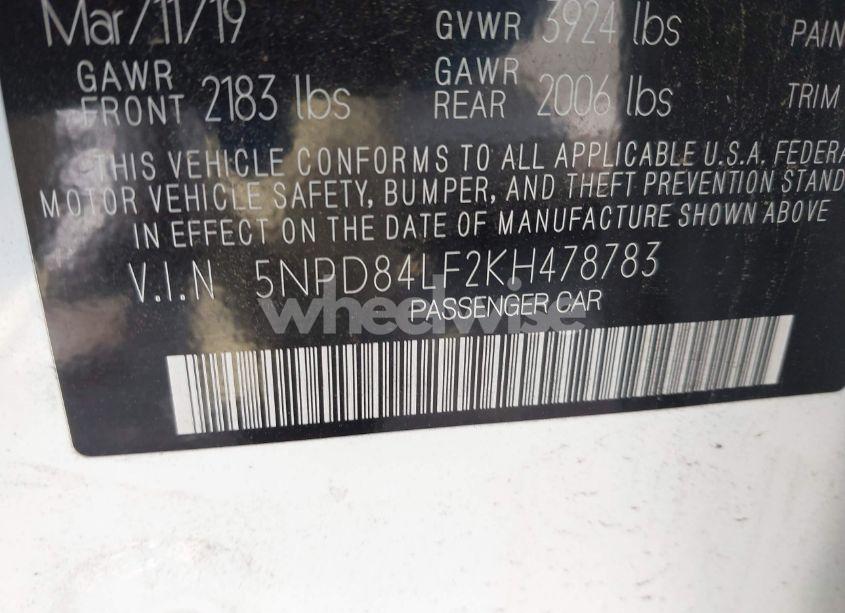 Mar/11/19 GVWR 3924 lbs PAIN
GAWR FRONT 2183 lbs GAWR REAR 2006 lbs TRIM
THIS VEHICLE CONFORMS TO ALL APPLICABLE U.S.A. FEDERA
MOTOR VEHICLE SAFETY, BUMPER, AND THEFT PREVENTION STAND
IN EFFECT ON THE DATE OF MANUFACTURE SHOWN ABOVE
V.I.N 5NPD84LF2KH478783
wheelwise
PASSENGER CAR